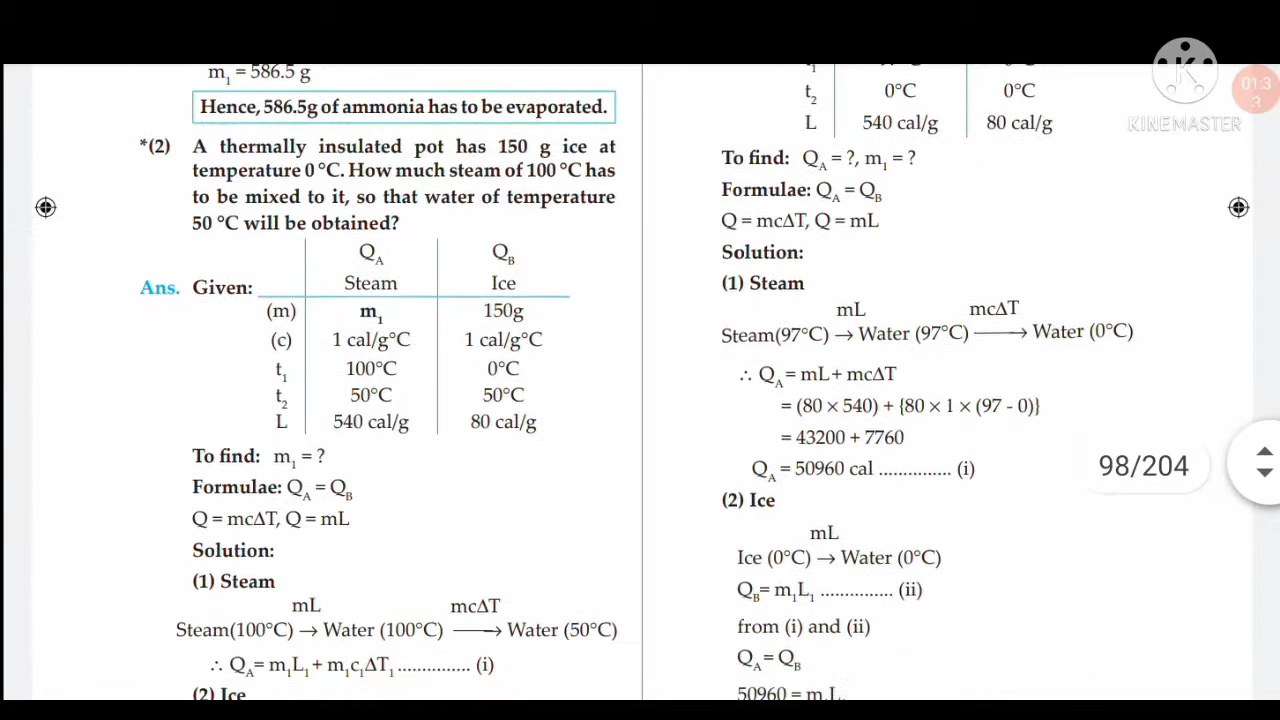 m₁ = 586.5 g
Hence, 586.5g of ammonia has to be evaporated.
*(2) A thermally insulated pot has 150 g ice at
temperature 0 °C. How much steam of 100 °C has
to be mixed to it, so that water of temperature
50 °C will be obtained?
Q_A Q_B
Ans. Given: Steam Ice
(m) m₁ 150g
(c) 1 cal/g°C 1 cal/g°C
t₁ 100°C 0°C
t₂ 50°C 50°C
L 540 cal/g 80 cal/g
To find: m₁ = ?
Formulae: Q_A = Q_B
Q = mcΔT, Q = mL
Solution:
(1) Steam
mL mcΔT
Steam(100°C) → Water (100°C) ⟶ Water (50°C)
∴ Q_A = m₁L₁ + m₁c₁ΔT₁ ............... (i)
(2) Ice
t₂ 0°C 0°C
L 540 cal/g 80 cal/g
To find: Q_A = ?, m₁ = ?
Formulae: Q_A = Q_B
Q = mcΔT, Q = mL
Solution:
(1) Steam
mL mcΔT
Steam(97°C) → Water (97°C) ⟶ Water (0°C)
∴ Q_A = mL + mcΔT
= (80 × 540) + {80 × 1 × (97 - 0)}
= 43200 + 7760
Q_A = 50960 cal ............... (i)
(2) Ice
mL
Ice (0°C) → Water (0°C)
Q_B = m₁L₁ ............... (ii)
from (i) and (ii)
Q_A = Q_B
50960 = m₁L
K
KINEMASTER
01:3
3
98/204